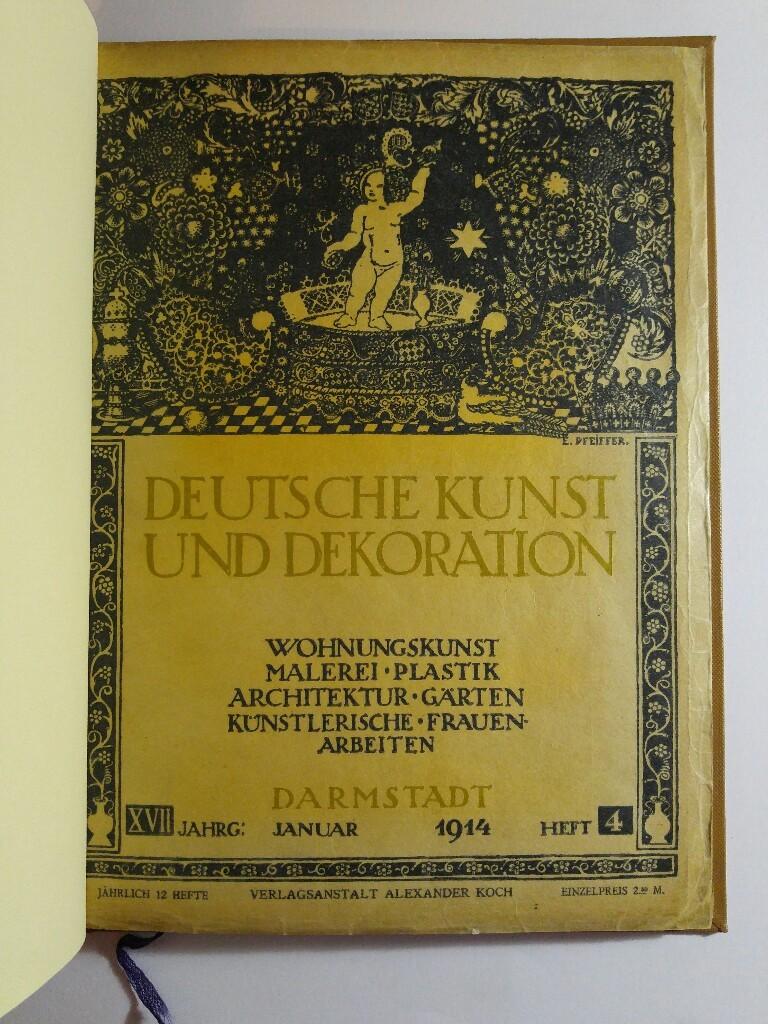 E. PFEIFFER.
DEUTSCHE KUNST
UND DEKORATION
WOHNUNGSKUNST
MALEREI · PLASTIK
ARCHITEKTUR · GÄRTEN
KÜNSTLERISCHE · FRAUEN-
ARBEITEN
DARMSTADT
XVII JAHRG: JANUAR 1914 HEFT 4
JÄHRLICH 12 HEFTE VERLAGSANSTALT ALEXANDER KOCH EINZELPREIS 2.50 M.